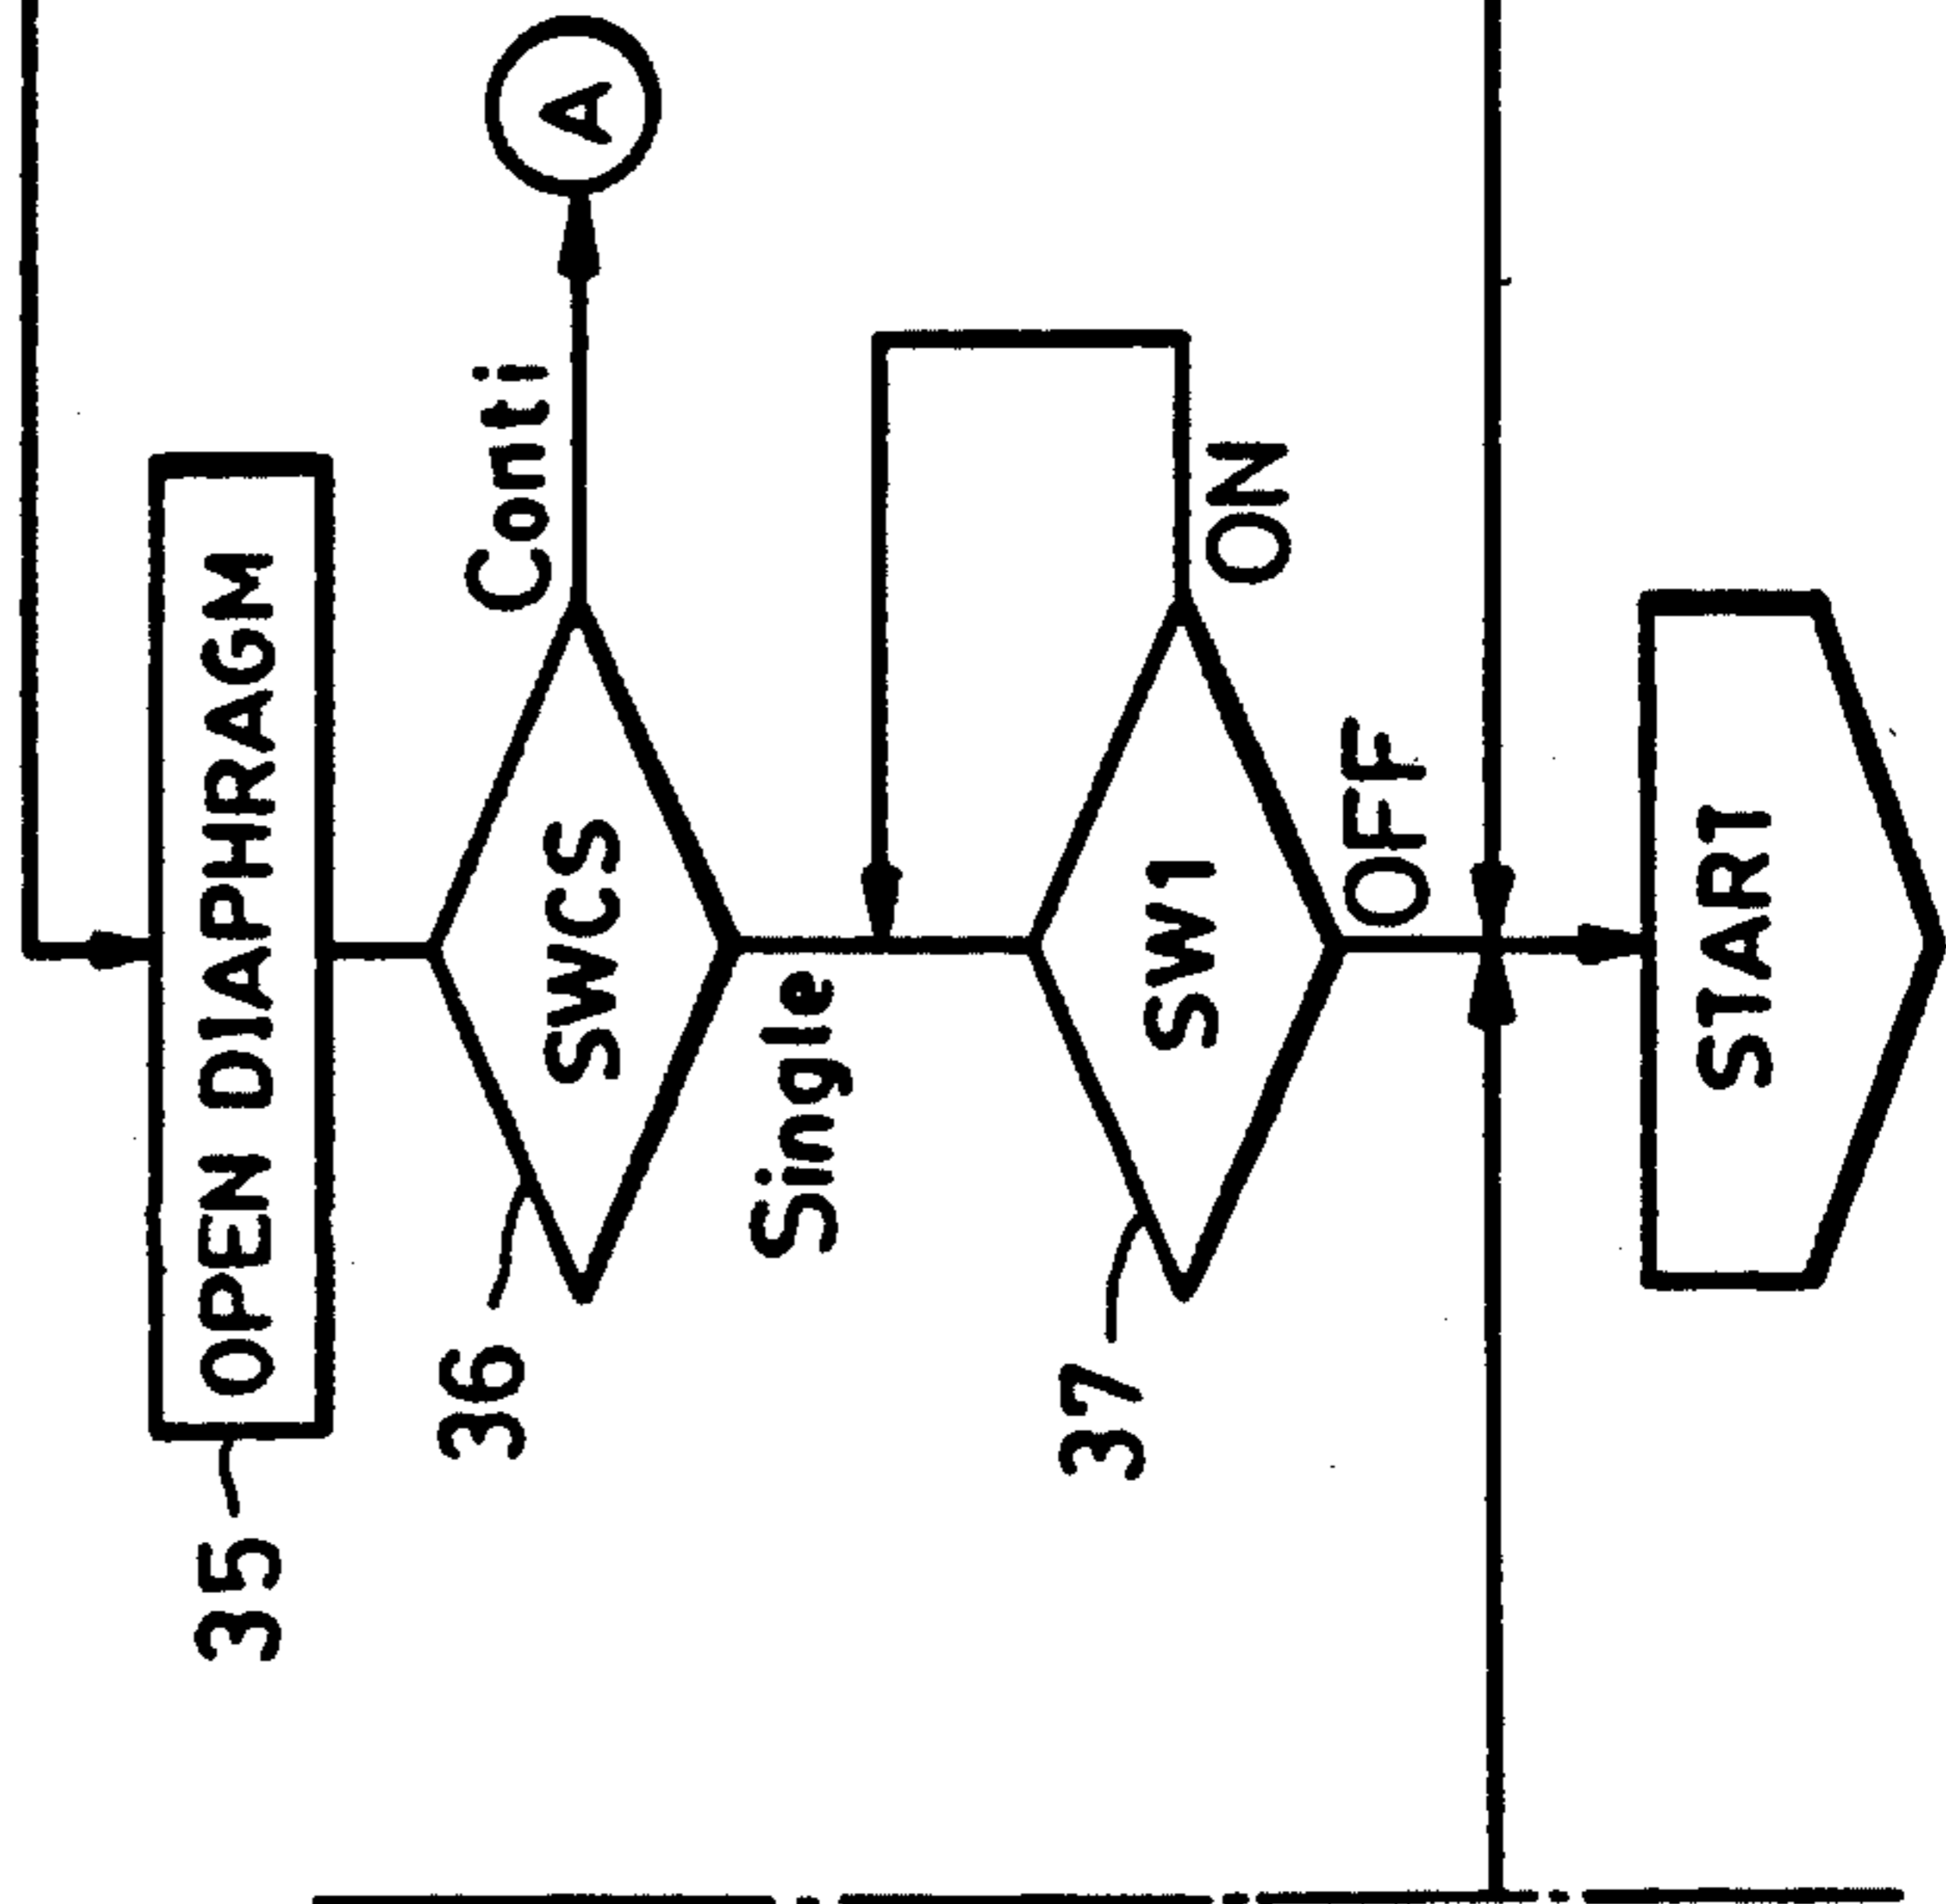 35
OPEN DIAPHRAGM
36
SWCS
Conti
A
Single
37
SW1
ON
OFF
START